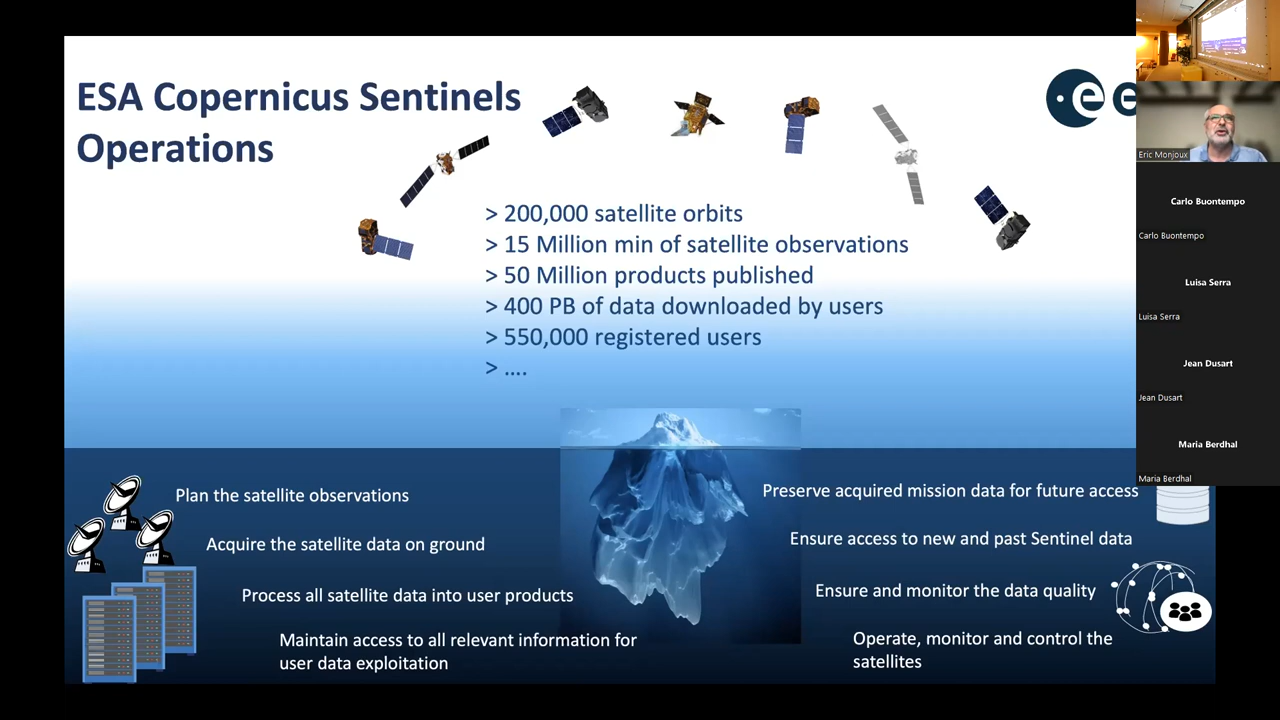 ESA Copernicus Sentinels
Operations
> 200,000 satellite orbits
> 15 Million min of satellite observations
> 50 Million products published
> 400 PB of data downloaded by users
> 550,000 registered users
> ....
Plan the satellite observations
Acquire the satellite data on ground
Process all satellite data into user products
Maintain access to all relevant information for
user data exploitation
Preserve acquired mission data for future access
Ensure access to new and past Sentinel data
Ensure and monitor the data quality
Operate, monitor and control the
satellites
e e
Eric Monjoux
Carlo Buontempo
Carlo Buontempo
Luisa Serra
Luisa Serra
Jean Dusart
Jean Dusart
Maria Berdhal
Maria Berdhal